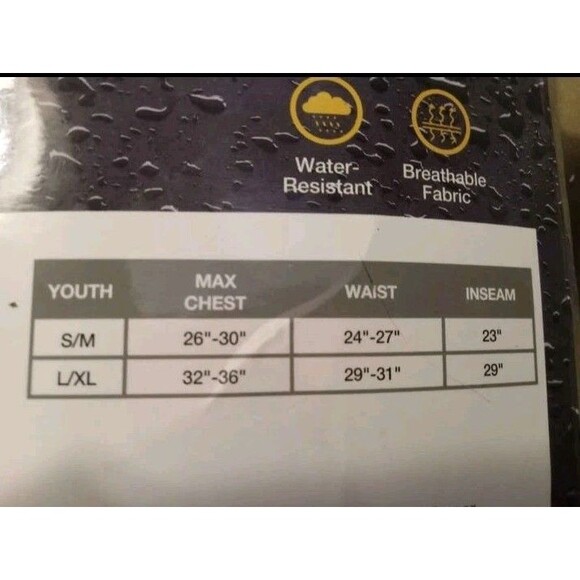 Water-
Resistant
Breathable
Fabric
YOUTH MAX CHEST WAIST INSEAM
S/M 26"-30" 24"-27" 23"
L/XL 32"-36" 29"-31" 29"